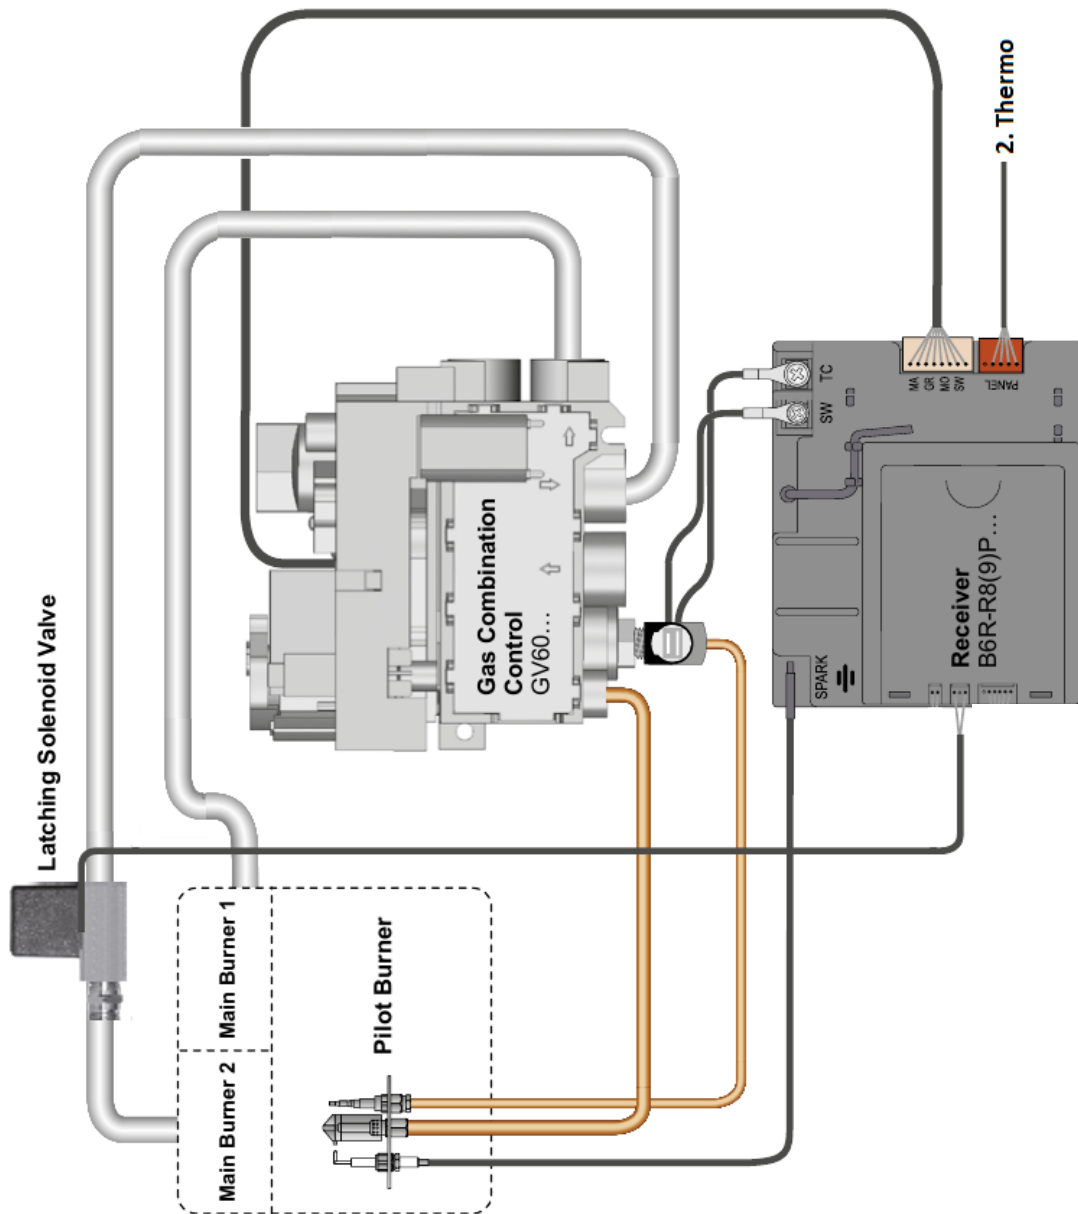 Latching Solenoid Valve
Main Burner 2
Main Burner 1
Pilot Burner
Gas Combination
Control
GV60...
SPARK
SW
TC
Receiver
B6R-R8(9)P...
MA
GR
MO
SW
PANEL
2. Thermo